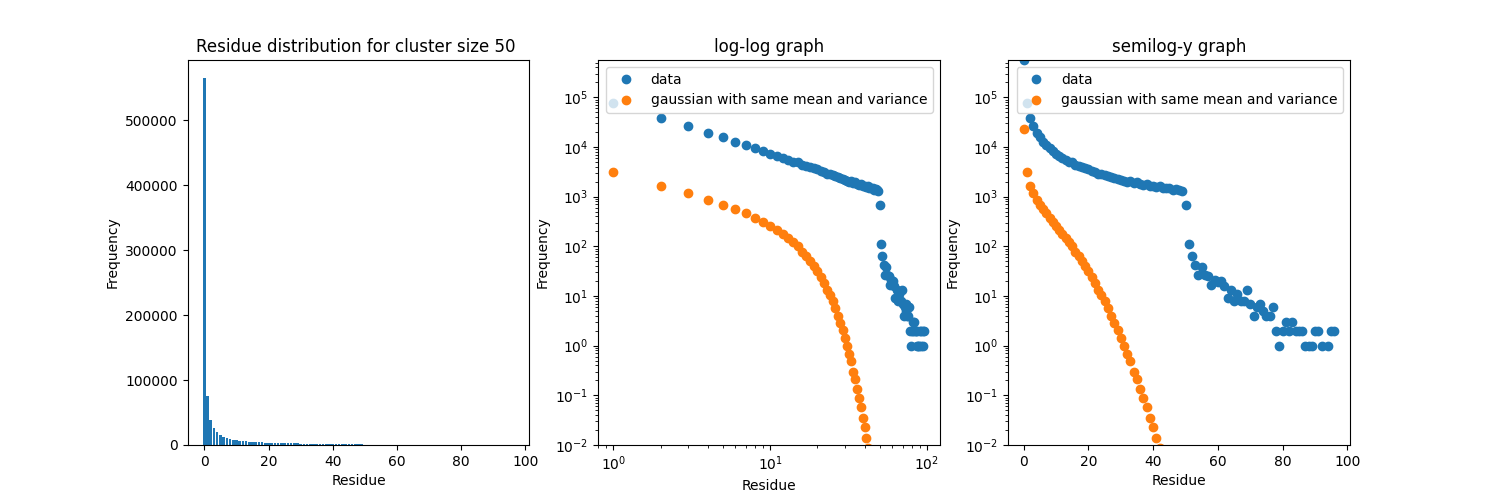 Residue distribution for cluster size 50
Frequency
500000
400000
300000
200000
100000
0
0 20 40 60 80 100
Residue
log-log graph
data
gaussian with same mean and variance
Frequency
10^5
10^4
10^3
10^2
10^1
10^0
10^-1
10^-2
10^0 10^1 10^2
Residue
semilog-y graph
data
gaussian with same mean and variance
Frequency
10^5
10^4
10^3
10^2
10^1
10^0
10^-1
10^-2
0 20 40 60 80 100
Residue